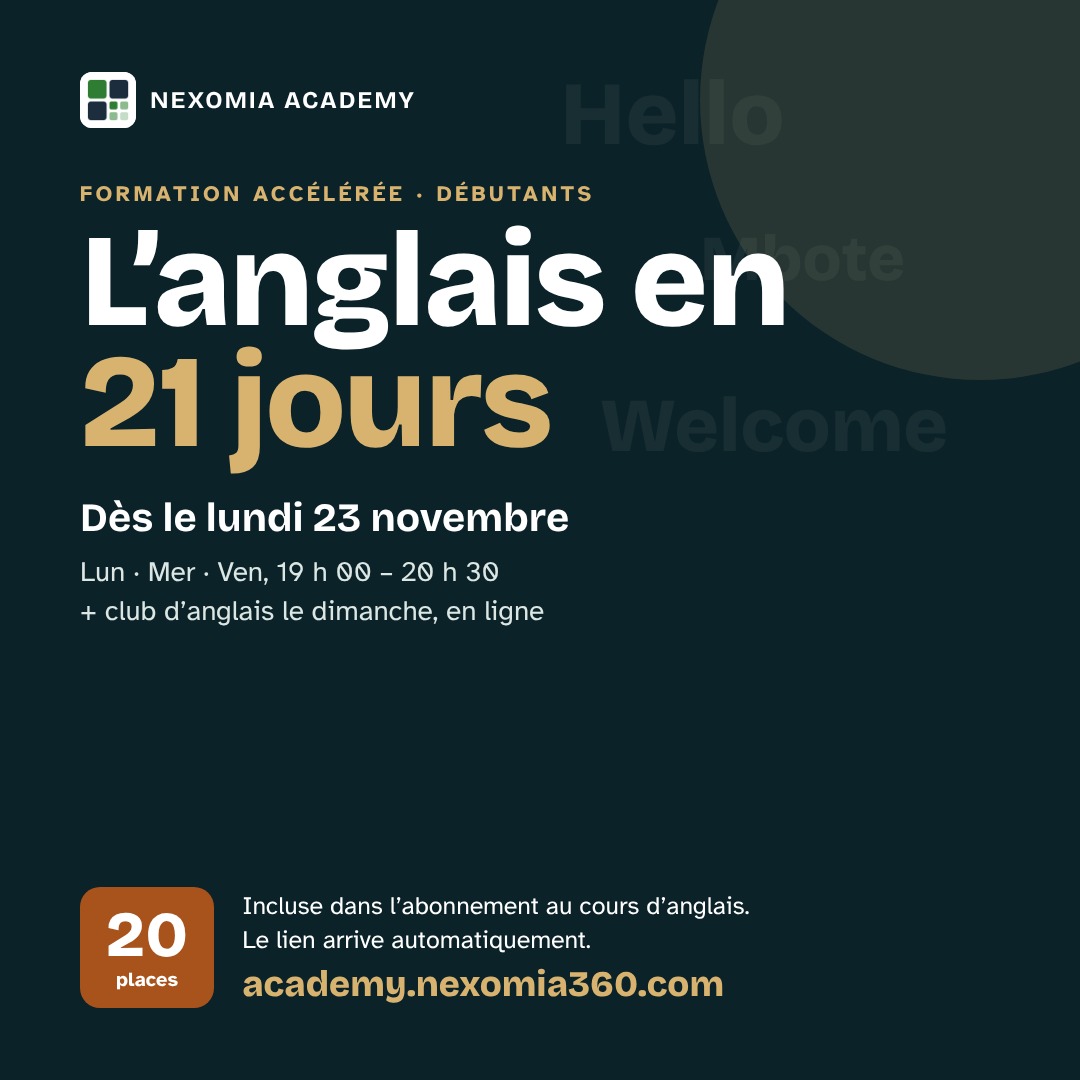 NEXOMIA ACADEMY
Hello
FORMATION ACCÉLÉRÉE · DÉBUTANTS
Mbote
L’anglais en
21 jours
Welcome
Dès le lundi 23 novembre
Lun · Mer · Ven, 19 h 00 – 20 h 30
+ club d’anglais le dimanche, en ligne
20
places
Incluse dans l’abonnement au cours d’anglais.
Le lien arrive automatiquement.
academy.nexomia360.com